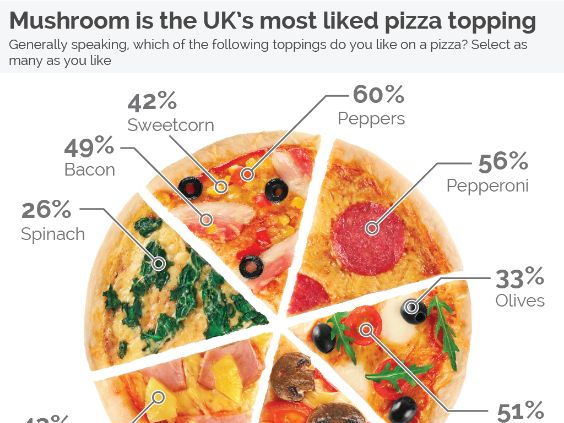 Mushroom is the UK's most liked pizza topping
Generally speaking, which of the following toppings do you like on a pizza? Select as
many as you like
42%
Sweetcorn
60%
Peppers
49%
Bacon
56%
Pepperoni
26%
Spinach
33%
Olives
51%